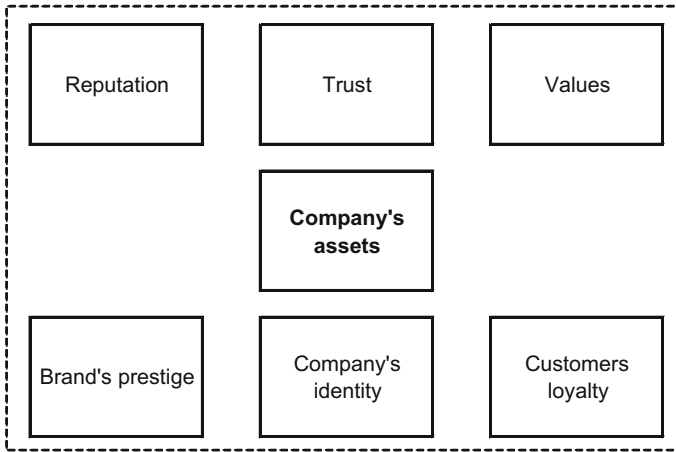 Reputation
Trust
Values
Company's
assets
Brand's prestige
Company's
identity
Customers
loyalty